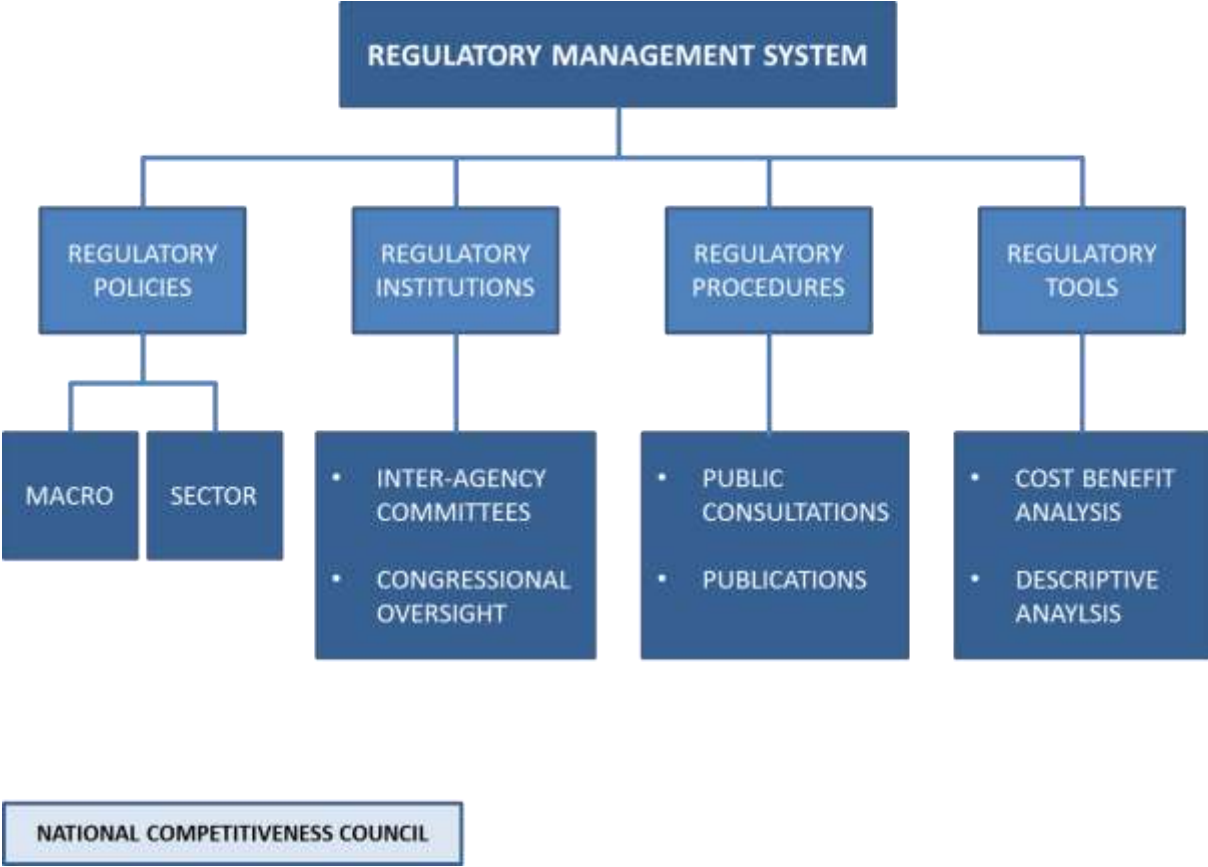 REGULATORY MANAGEMENT SYSTEM
REGULATORY
POLICIES
REGULATORY
INSTITUTIONS
REGULATORY
PROCEDURES
REGULATORY
TOOLS
MACRO
SECTOR
• INTER-AGENCY
COMMITTEES
• CONGRESSIONAL
OVERSIGHT
• PUBLIC
CONSULTATIONS
• PUBLICATIONS
• COST BENEFIT
ANALYSIS
• DESCRIPTIVE
ANAYLSIS
NATIONAL COMPETITIVENESS COUNCIL